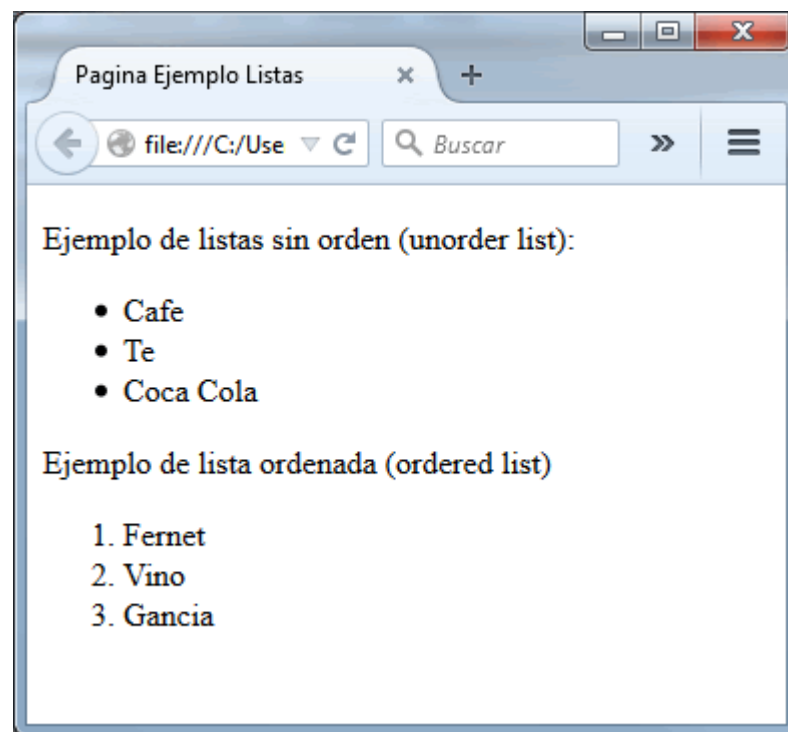 Pagina Ejemplo Listas
file:///C:/Use
Buscar
Ejemplo de listas sin orden (unorder list):
• Cafe
• Te
• Coca Cola
Ejemplo de lista ordenada (ordered list)
1. Fernet
2. Vino
3. Gancia